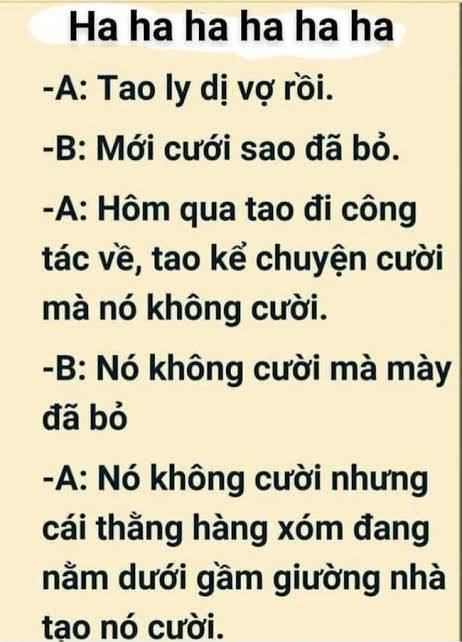 Ha ha ha ha ha ha
-A: Tao ly dị vợ rồi.
-B: Mới cưới sao đã bỏ.
-A: Hôm qua tao đi công
tác về, tao kể chuyện cười
mà nó không cười.
-B: Nó không cười mà mày
đã bỏ
-A: Nó không cười nhưng
cái thằng hàng xóm đang
nằm dưới gầm giường nhà
tạo nó cười.